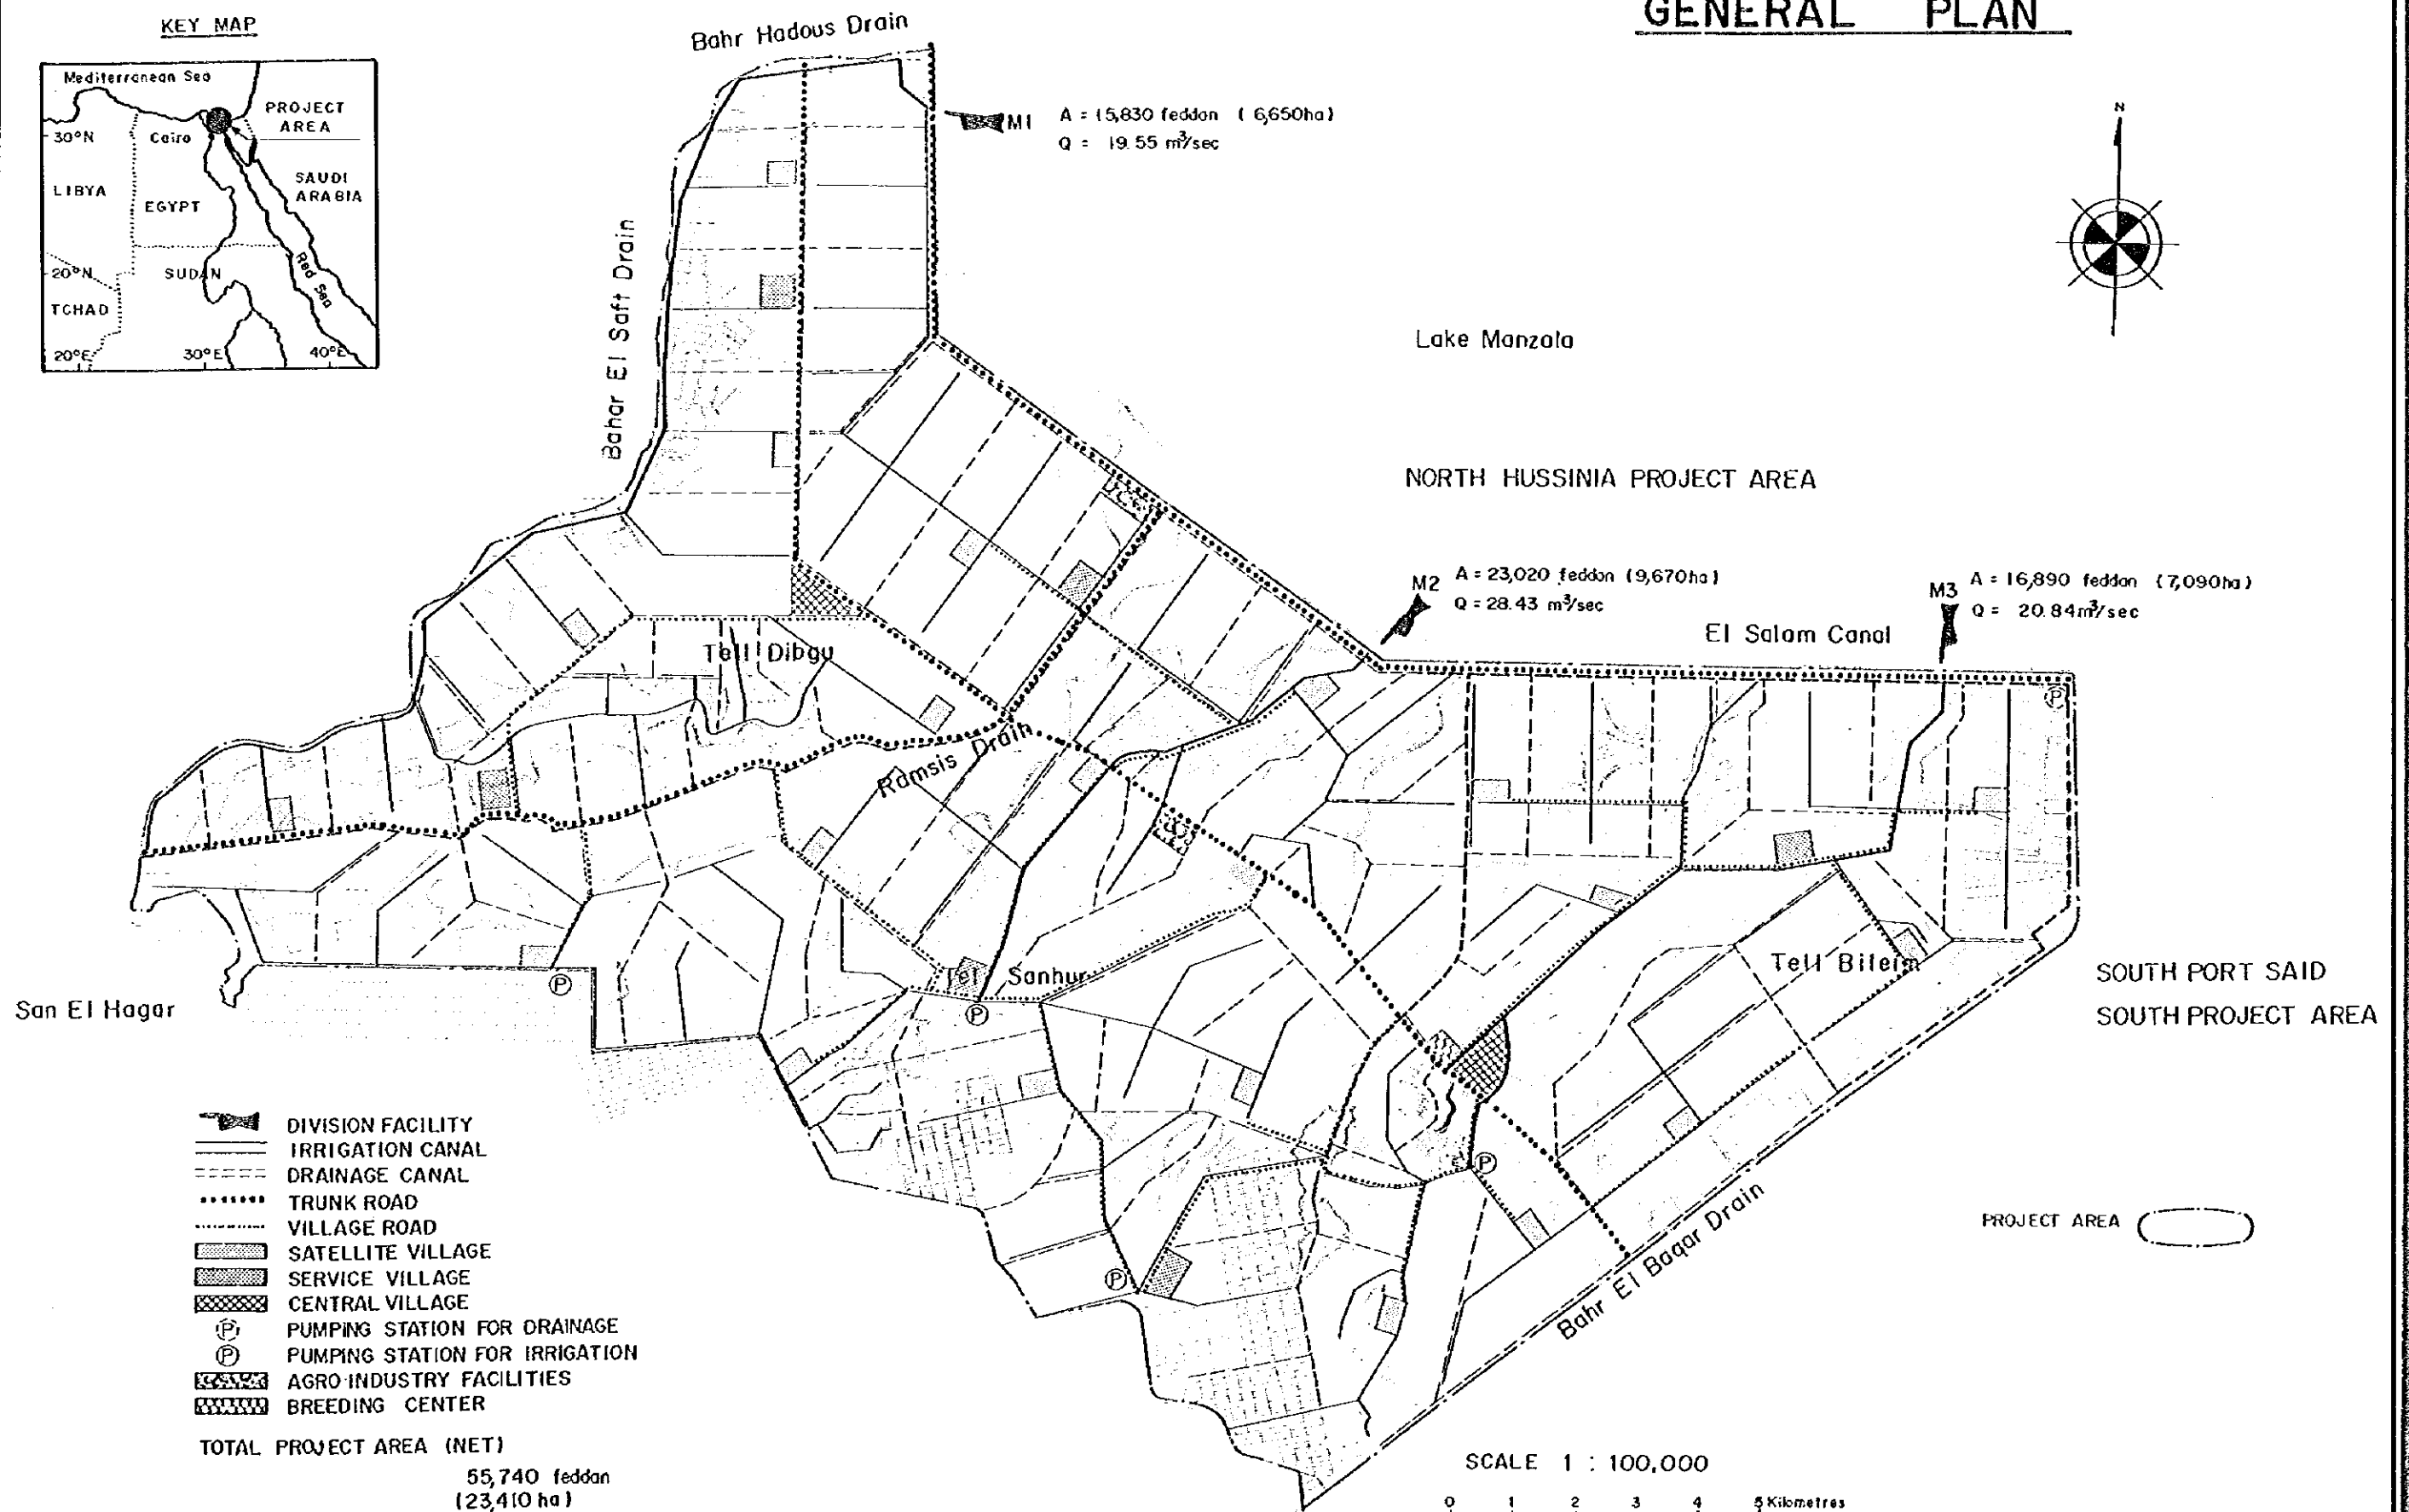 GENERAL PLAN
KEY MAP
Mediterranean Sea
PROJECT
AREA
30°N
Cairo
LIBYA
EGYPT
SAUDI
ARABIA
20°N
SUDAN
Red Sea
TCHAD
20°E
30°E
40°E
Bahr Hadous Drain
M1
A = 15,830 feddan (6,650ha)
Q = 19.55 m³/sec
N
Bahar El Saft Drain
Lake Manzala
NORTH HUSSINIA PROJECT AREA
M2
A = 23,020 feddan (9,670ha)
Q = 28.43 m³/sec
M3
A = 16,890 feddan (7,090ha)
Q = 20.84m³/sec
El Salam Canal
Tell Dibgu
P
Ramsis Drain
Tell Bileim
Tel Sanhur
P
P
San El Hagar
SOUTH PORT SAID
SOUTH PROJECT AREA
P
P
Bahr El Baqar Drain
PROJECT AREA
DIVISION FACILITY
IRRIGATION CANAL
DRAINAGE CANAL
TRUNK ROAD
VILLAGE ROAD
SATELLITE VILLAGE
SERVICE VILLAGE
CENTRAL VILLAGE
P PUMPING STATION FOR DRAINAGE
P PUMPING STATION FOR IRRIGATION
AGRO-INDUSTRY FACILITIES
BREEDING CENTER
TOTAL PROJECT AREA (NET)
55,740 feddan
(23,410 ha)
SCALE 1 : 100,000
0 1 2 3 4 5 Kilometres